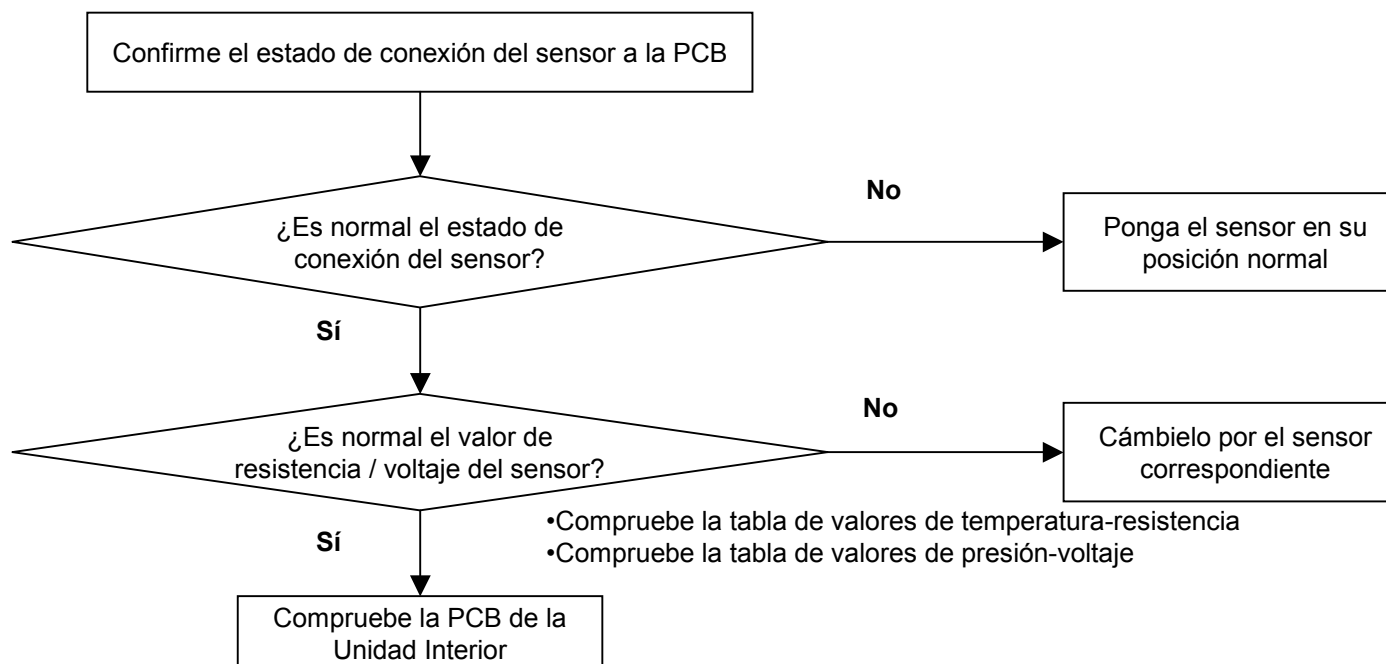 Confirme el estado de conexión del sensor a la PCB
No
¿Es normal el estado de
conexión del sensor?
Ponga el sensor en su
posición normal
Sí
No
¿Es normal el valor de
resistencia / voltaje del sensor?
Cámbielo por el sensor
correspondiente
•Compruebe la tabla de valores de temperatura-resistencia
•Compruebe la tabla de valores de presión-voltaje
Sí
Compruebe la PCB de la
Unidad Interior